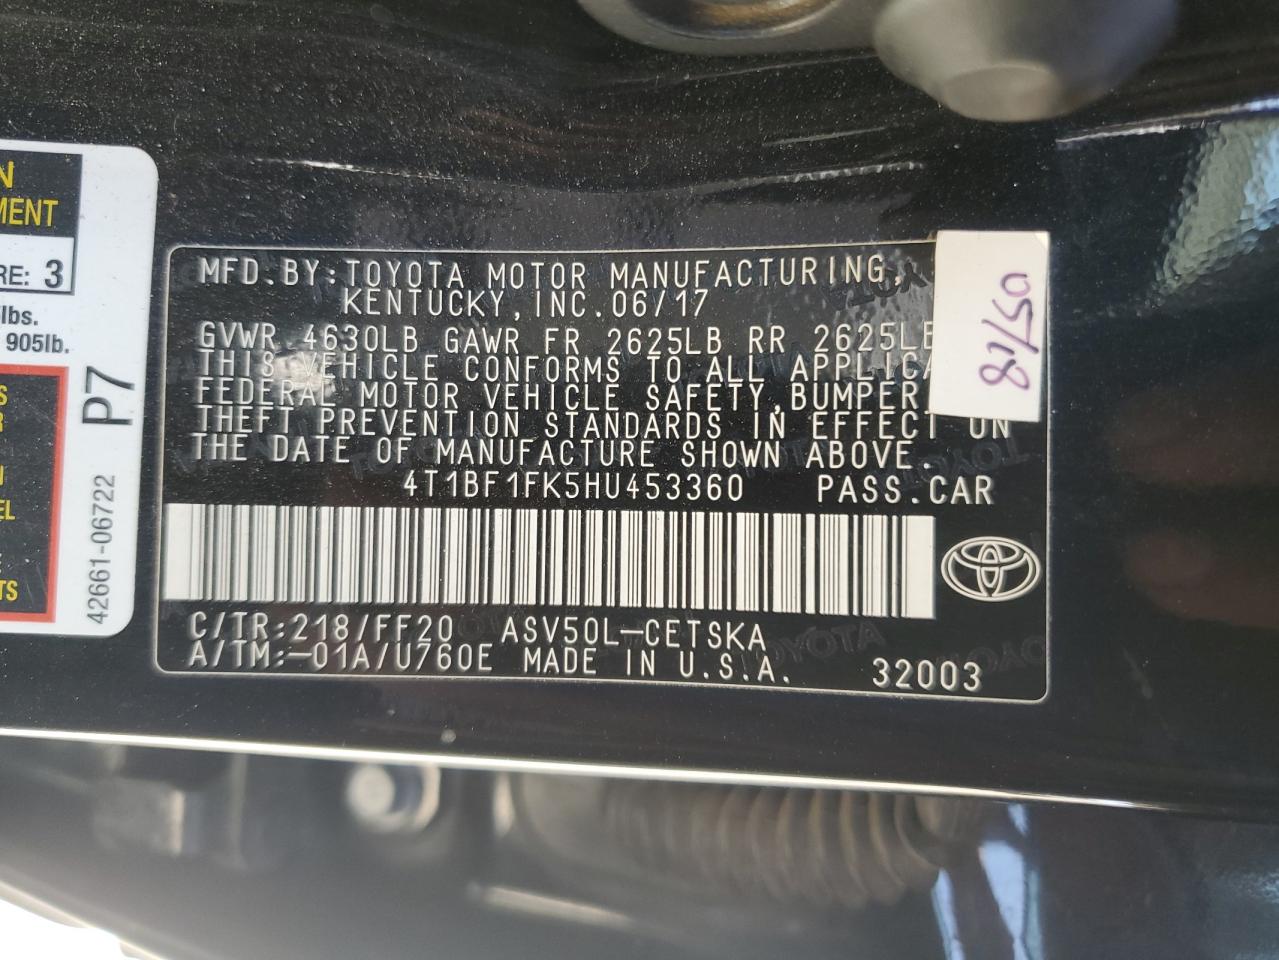 N
MENT
RE: 3
lbs.
905lb.
P7
42661-06722
S
R
N
EL
E
TS
MFD.BY:TOYOTA MOTOR MANUFACTURING,
KENTUCKY,INC.06/17
GVWR 4630LB GAWR FR 2625LB RR 2625LB
THIS VEHICLE CONFORMS TO ALL APPLICA
FEDERAL MOTOR VEHICLE SAFETY,BUMPER
THEFT PREVENTION STANDARDS IN EFFECT ON
THE DATE OF MANUFACTURE SHOWN ABOVE.
4T1BF1FK5HU453360 PASS.CAR
C/TR:218/FF20 ASV50L-CETSKA
A/TM:-01A/U760E MADE IN U.S.A.
32003